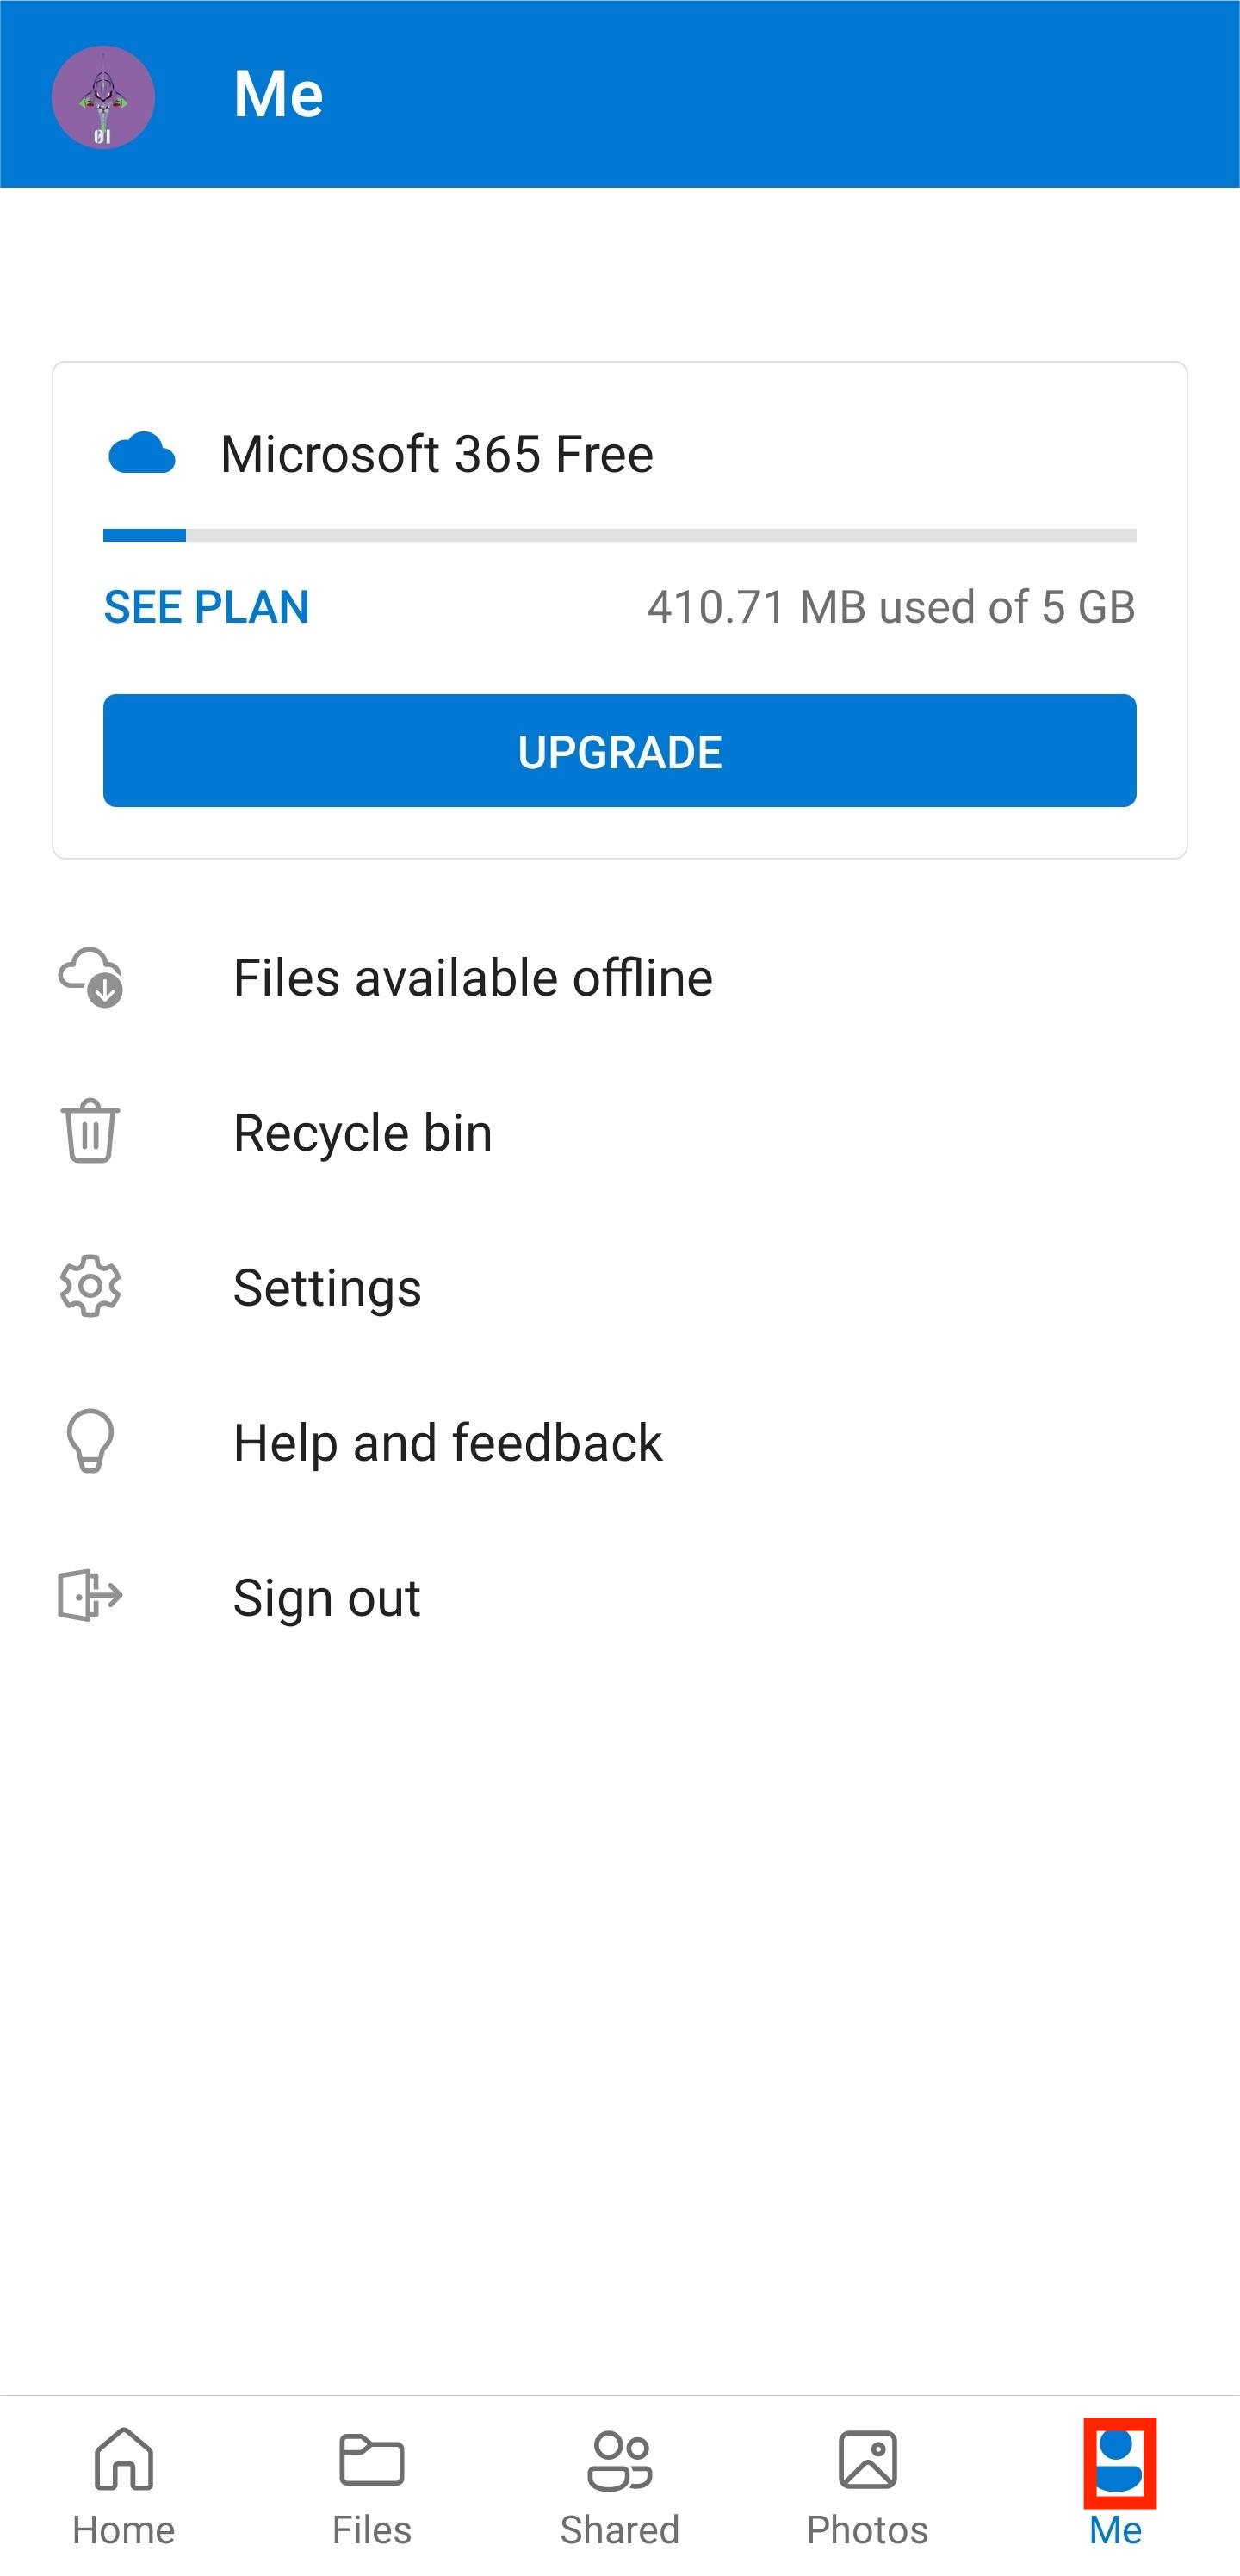 01
Me
Microsoft 365 Free
SEE PLAN
410.71 MB used of 5 GB
UPGRADE
Files available offline
Recycle bin
Settings
Help and feedback
Sign out
Home
Files
Shared
Photos
Me